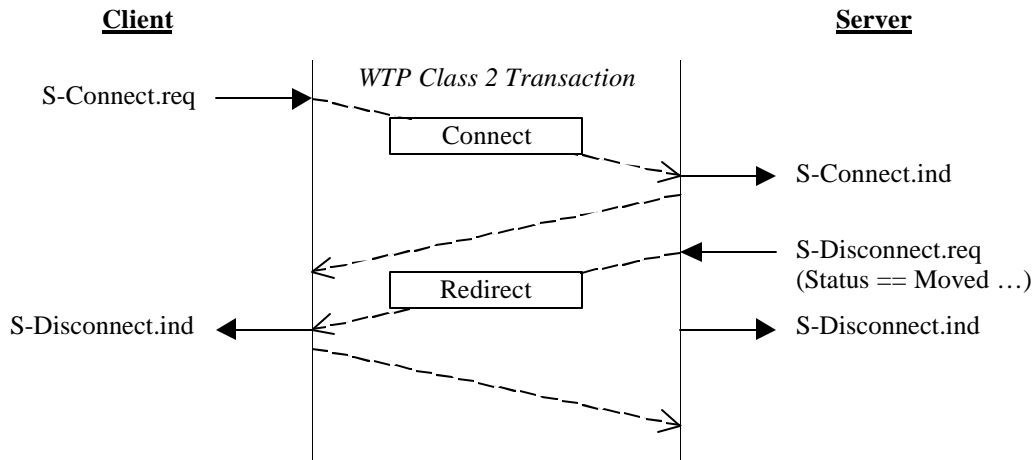 Client
Server
WTP Class 2 Transaction
S-Connect.req
Connect
S-Connect.ind
S-Disconnect.req
(Status == Moved …)
Redirect
S-Disconnect.ind
S-Disconnect.ind